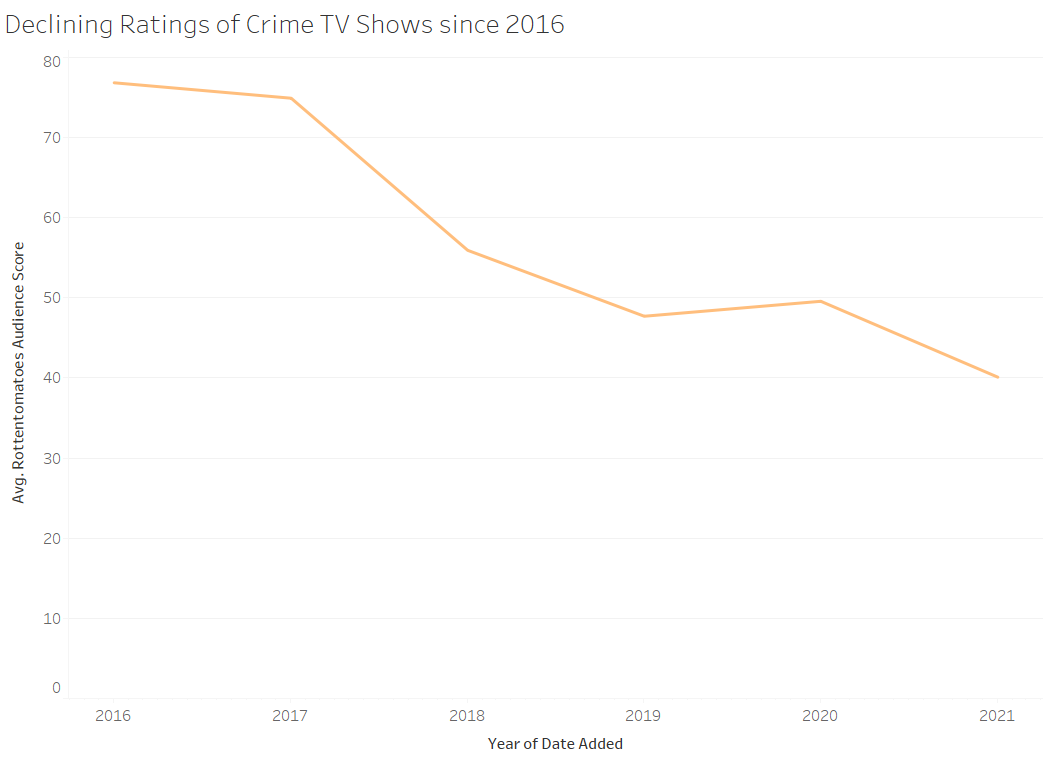 Declining Ratings of Crime TV Shows since 2016
80
70
60
50
40
30
20
10
0
Avg. Rottentomatoes Audience Score
2016 2017 2018 2019 2020 2021
Year of Date Added